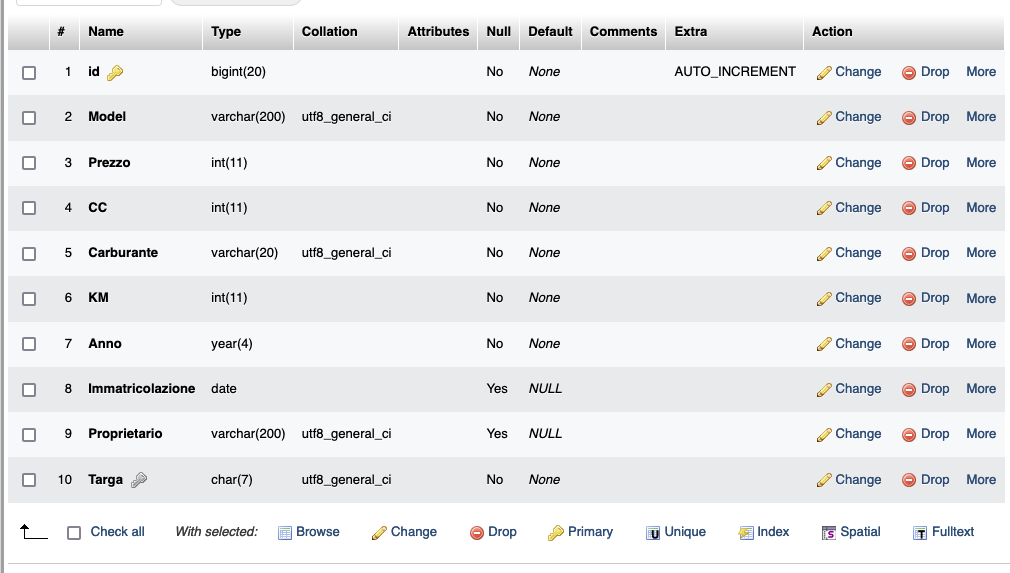 # Name Type Collation Attributes Null Default Comments Extra Action
1 id bigint(20) No None AUTO_INCREMENT Change Drop More
2 Model varchar(200) utf8_general_ci No None Change Drop More
3 Prezzo int(11) No None Change Drop More
4 CC int(11) No None Change Drop More
5 Carburante varchar(20) utf8_general_ci No None Change Drop More
6 KM int(11) No None Change Drop More
7 Anno year(4) No None Change Drop More
8 Immatricolazione date Yes NULL Change Drop More
9 Proprietario varchar(200) utf8_general_ci Yes NULL Change Drop More
10 Targa char(7) utf8_general_ci No None Change Drop More
Check all With selected: Browse Change Drop Primary U Unique Index S Spatial T Fulltext